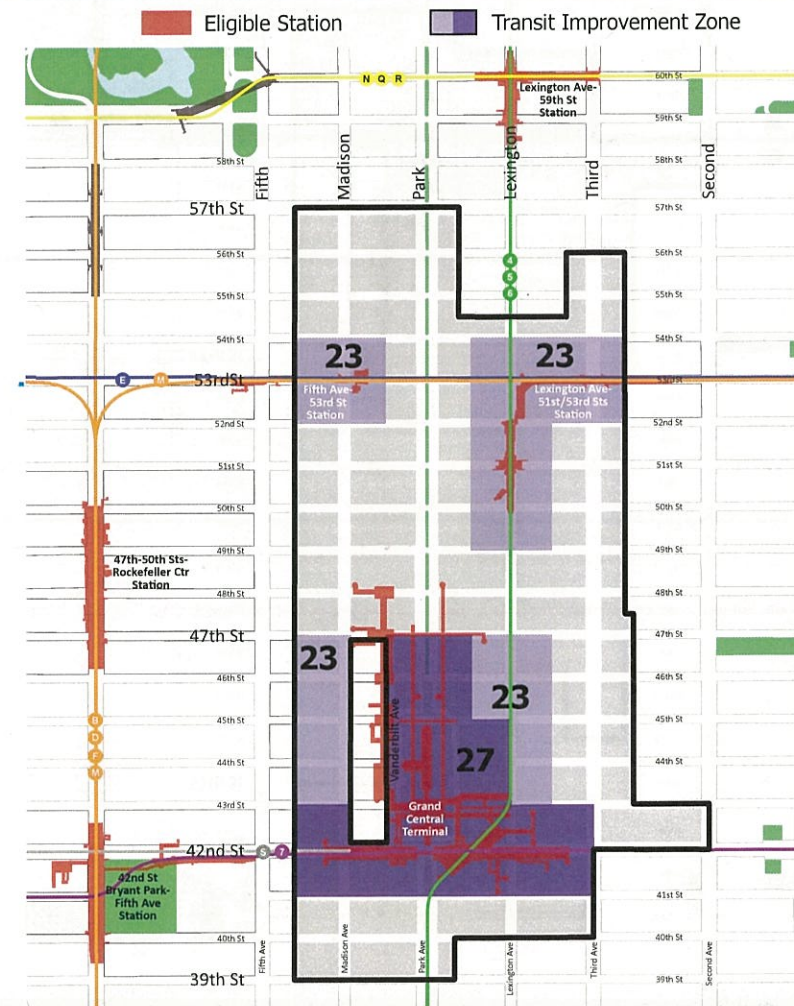 Eligible Station
Transit Improvement Zone
N Q R
60th St
Lexington Ave-
59th St
Station
59th St
58th St
58th St
Fifth
Madison
Park
Lexington
Third
Second
57th St
57th St
56th St
56th St
4
5
6
55th St
55th St
54th St
54th St
23
23
E
M
53rdSt
53rd St
Fifth Ave-
53rd St
Station
Lexington Ave-
51st/53rd Sts
Station
52nd St
52nd St
51st St
51st St
50th St
50th St
49th St
49th St
47th-50th Sts-
Rockefeller Ctr
Station
48th St
48th St
47th St
47th St
23
46th St
46th St
23
B
D
F
M
45th St
45th St
Vanderbilt Ave
27
44th St
44th St
43rd St
43rd St
Grand
Central
Terminal
42nd St
S
7
42nd St
Bryant Park-
Fifth Ave
Station
41st St
40th St
40th St
Fifth Ave
Madison Ave
Park Ave
Lexington Ave
Third Ave
Second Ave
39th St
39th St